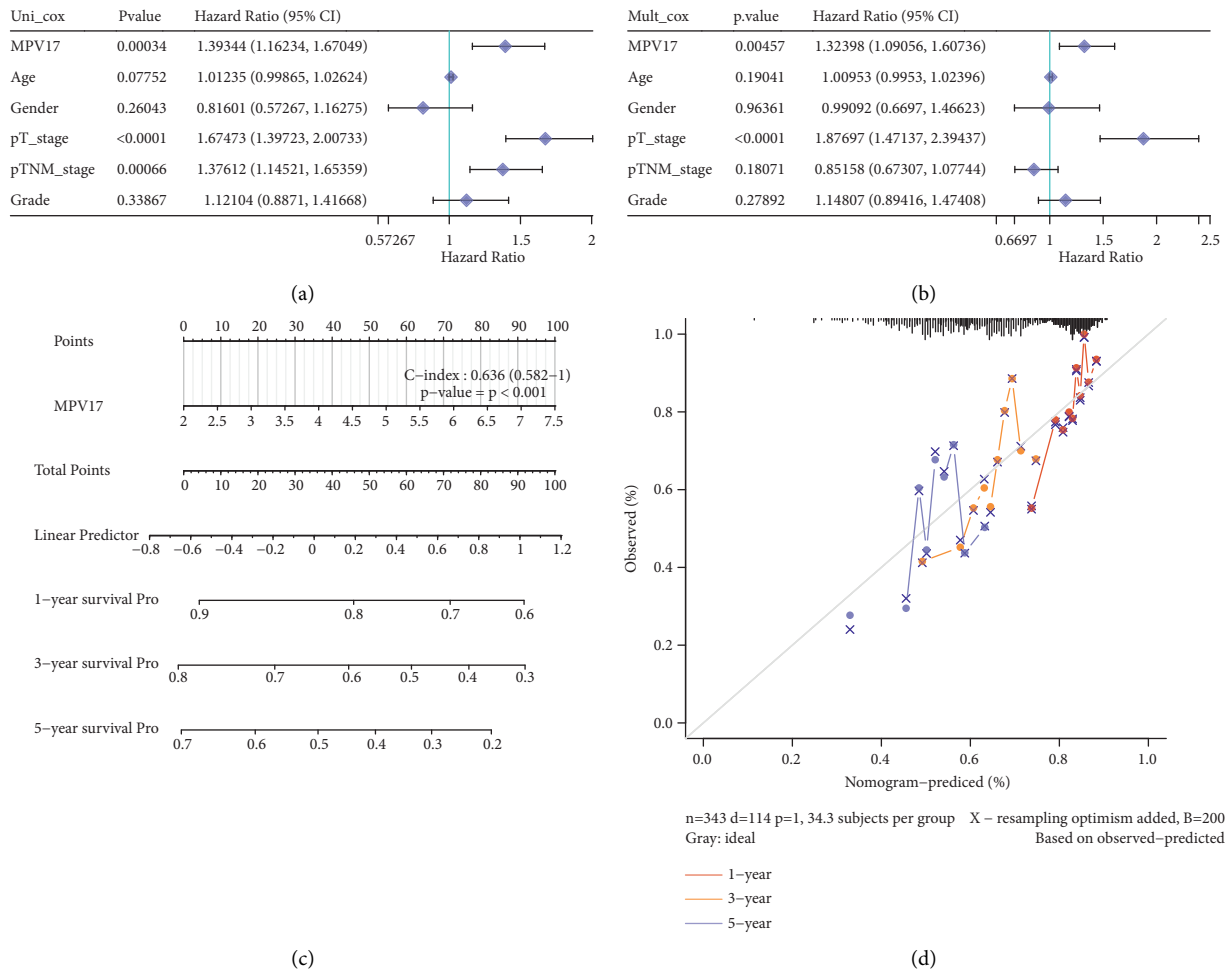 Uni_cox Pvalue Hazard Ratio (95% CI)
MPV17 0.00034 1.39344 (1.16234, 1.67049)
Age 0.07752 1.01235 (0.99865, 1.02624)
Gender 0.26043 0.81601 (0.57267, 1.16275)
pT_stage <0.0001 1.67473 (1.39723, 2.00733)
pTNM_stage 0.00066 1.37612 (1.14521, 1.65359)
Grade 0.33867 1.12104 (0.8871, 1.41668)
0.57267 1 1.5 2
Hazard Ratio
(a)
Mult_cox p.value Hazard Ratio (95% CI)
MPV17 0.00457 1.32398 (1.09056, 1.60736)
Age 0.19041 1.00953 (0.9953, 1.02396)
Gender 0.96361 0.99092 (0.6697, 1.46623)
pT_stage <0.0001 1.87697 (1.47137, 2.39437)
pTNM_stage 0.18071 0.85158 (0.67307, 1.07744)
Grade 0.27892 1.14807 (0.89416, 1.47408)
0.6697 1 1.5 2 2.5
Hazard Ratio
(b)
0 10 20 30 40 50 60 70 80 90 100
Points
C−index : 0.636 (0.582−1)
p−value = p < 0.001
MPV17
2 2.5 3 3.5 4 4.5 5 5.5 6 6.5 7 7.5
Total Points
0 10 20 30 40 50 60 70 80 90 100
Linear Predictor
−0.8 −0.6 −0.4 −0.2 0 0.2 0.4 0.6 0.8 1 1.2
1−year survival Pro
0.9 0.8 0.7 0.6
3−year survival Pro
0.8 0.7 0.6 0.5 0.4 0.3
5−year survival Pro
0.7 0.6 0.5 0.4 0.3 0.2
(c)
1.0
0.8
0.6
0.4
0.2
0.0
Observed (%)
0.0 0.2 0.4 0.6 0.8 1.0
Nomogram−prediced (%)
n=343 d=114 p=1, 34.3 subjects per group X − resampling optimism added, B=200
Gray: ideal Based on observed−predicted
1−year
3−year
5−year
(d)